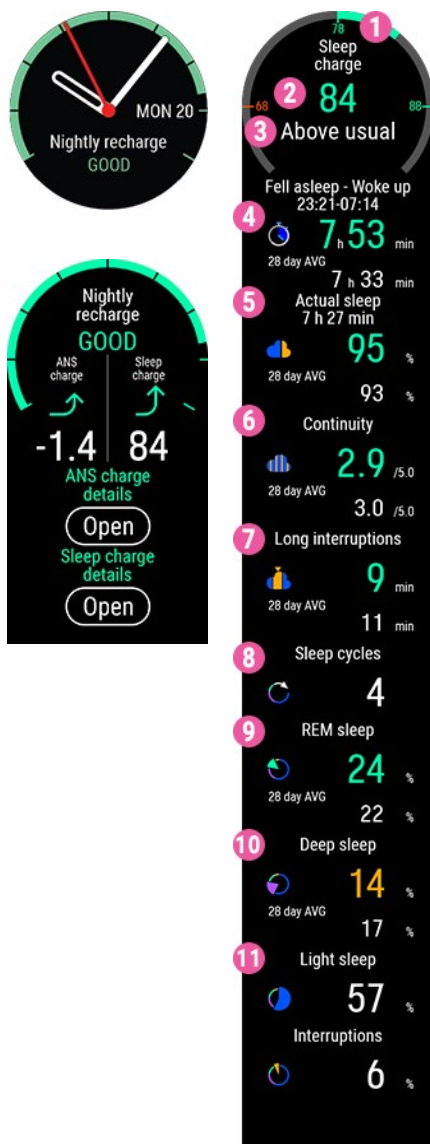 MON 20
Nightly recharge
GOOD
Nightly
recharge
GOOD
ANS
charge
Sleep
charge
-1.4
84
ANS charge
details
Open
Sleep charge
details
Open
1
78
Sleep
charge
2
84
68
88
3
Above usual
Fell asleep - Woke up
23:21-07:14
4
7 h 53 min
28 day AVG
7 h 33 min
5
Actual sleep
7 h 27 min
95 %
28 day AVG
93 %
6
Continuity
2.9 /5.0
28 day AVG
3.0 /5.0
7
Long interruptions
9 min
28 day AVG
11 min
8
Sleep cycles
4
9
REM sleep
24 %
28 day AVG
22 %
10
Deep sleep
14 %
28 day AVG
17 %
11
Light sleep
57 %
Interruptions
6 %